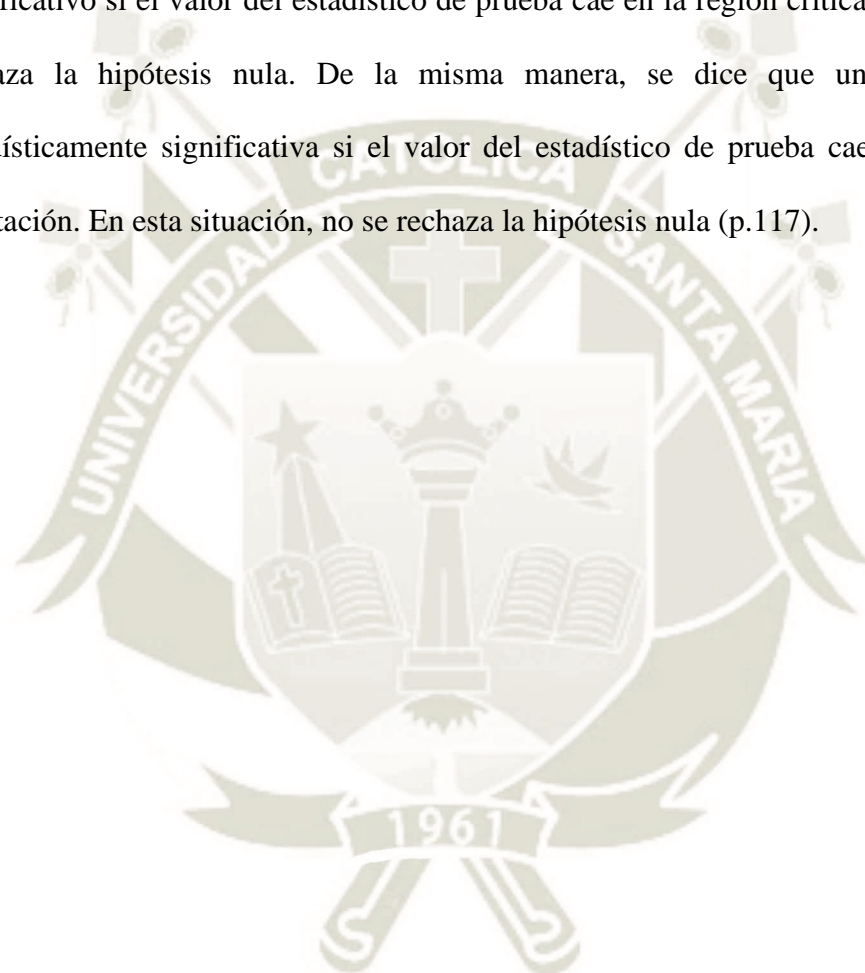 ificativo si el valor del estadístico de prueba cae en la región crítica
aza la hipótesis nula. De la misma manera, se dice que un
ísticamente significativa si el valor del estadístico de prueba cae
tación. En esta situación, no se rechaza la hipótesis nula (p.117).
UNIVERSIDAD CATOLICA SANTA MARIA
1961